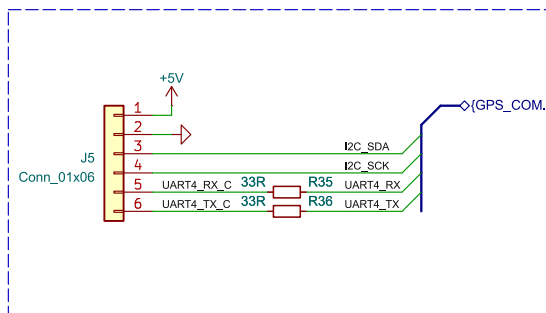 +5V
{GPS_COM.
1
2
3
4
5
6
J5
Conn_01x06
I2C_SDA
I2C_SCK
UART4_RX_C 33R R35 UART4_RX
UART4_TX_C 33R R36 UART4_TX